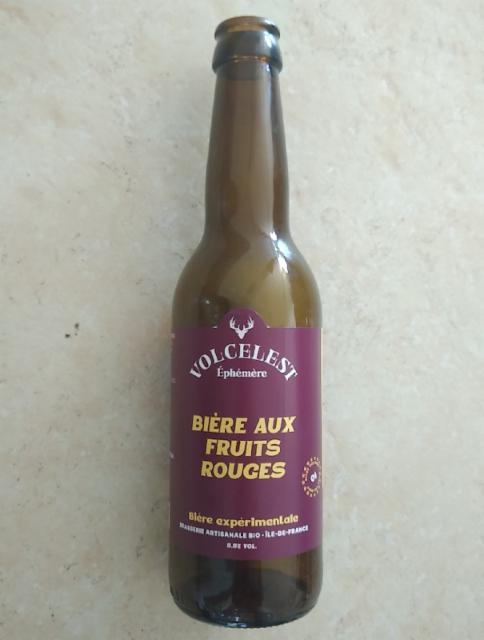 VOLCELEST
Éphémère
BIÈRE AUX
FRUITS
ROUGES
Bière expérimentale
BRASSERIE ARTISANALE BIO - ÎLE-DE-FRANCE